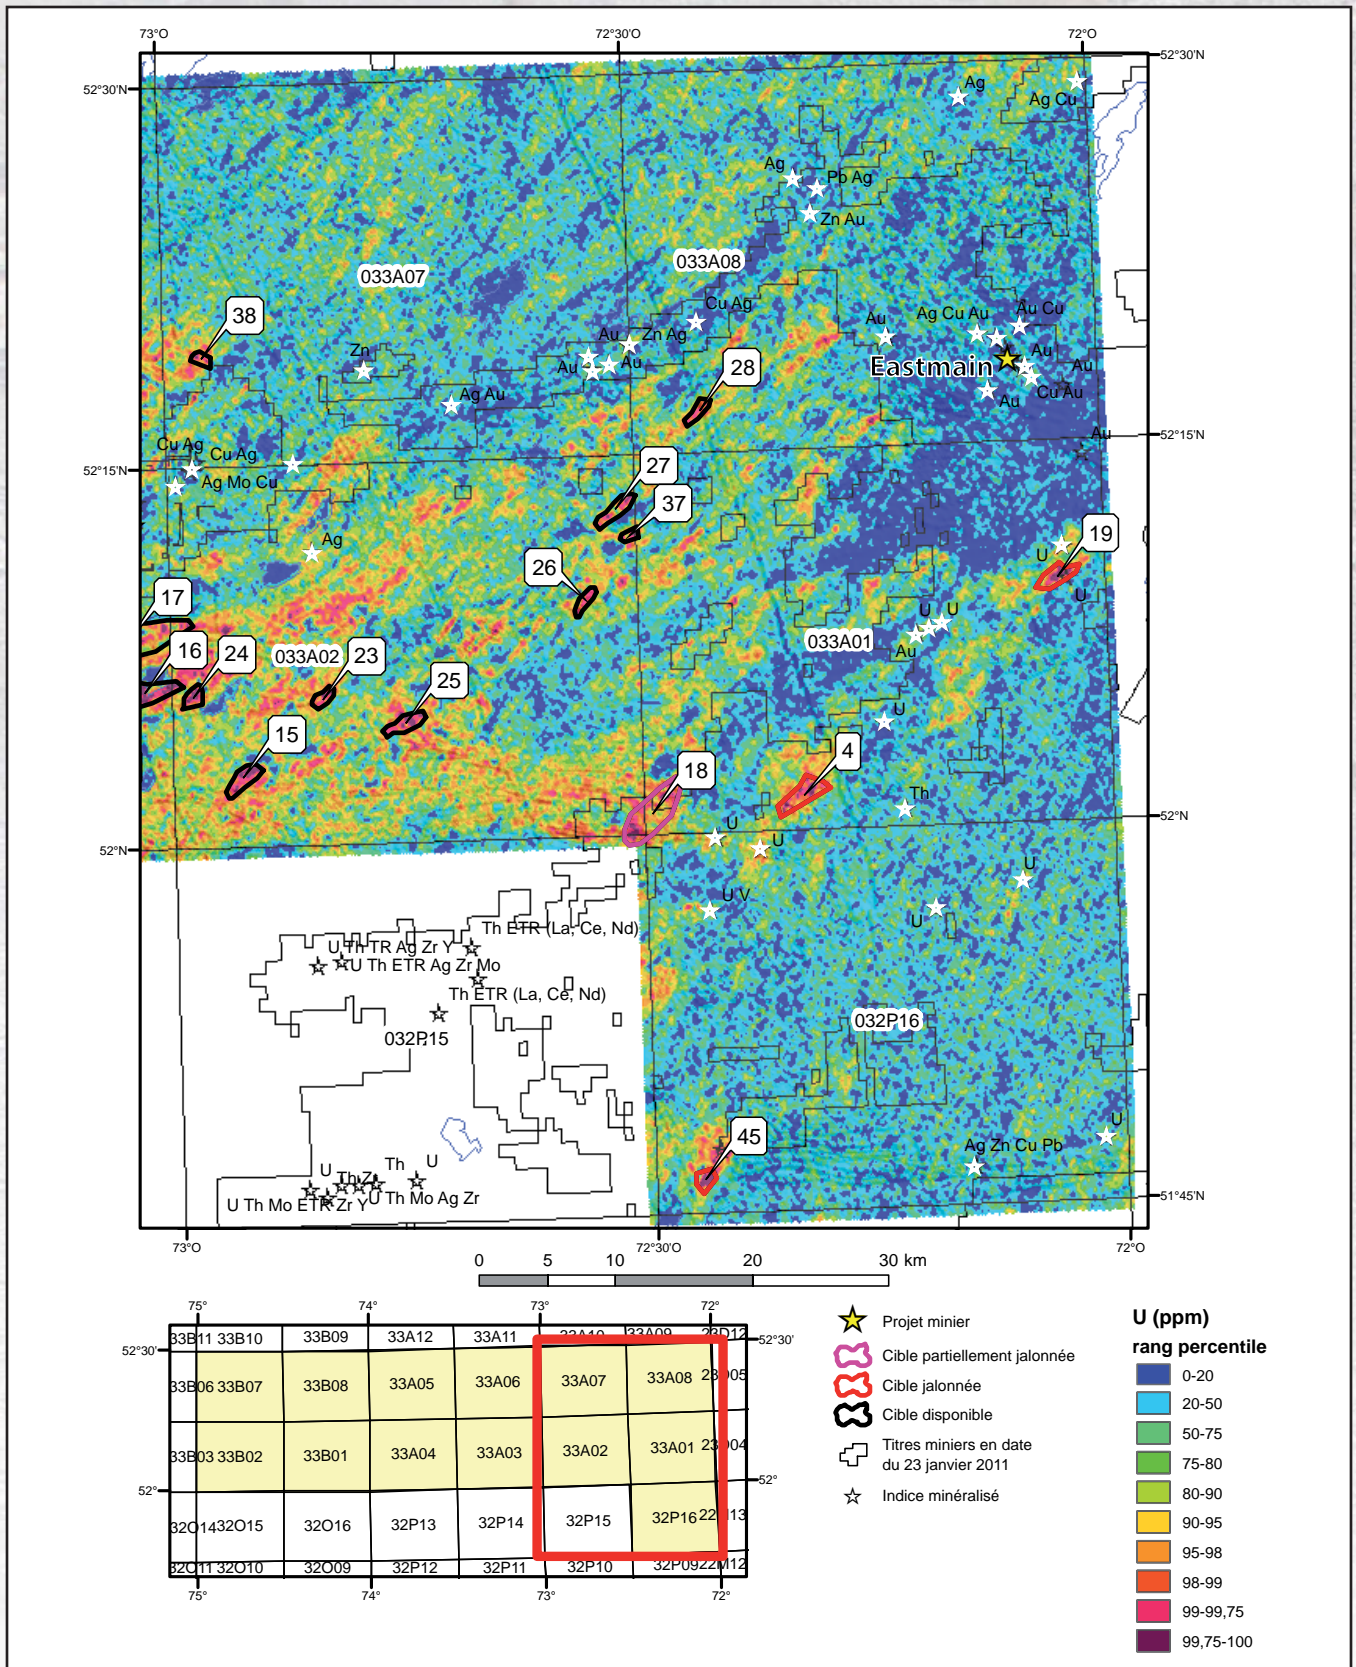 73°O 72°30'O 72°O
52°30'N
52°30'N
Ag
Ag Cu
Ag
Pb Ag
Zn Au
033A08
033A07
Cu Ag
38
Au
Zn Ag
Au
Ag Cu Au
Au Cu
Zn
Au
Au
Eastmain
Au
Au
28
Ag Au
Au
Cu Au
Au
Cu Ag
Cu Ag
52°15'N
52°15'N
27
Ag Mo Cu
37
Ag
19
U
26
U
17
U
U
033A01
Au
16
24
033A02
23
25
U
15
4
18
Th
52°N
52°N
U
U
U
U V
U
Th ETR (La, Ce, Nd)
U Th TR Ag Zr Y
U Th ETR Ag Zr Mo
Th ETR (La, Ce, Nd)
032P15
032P16
45
U
Ag Zn Cu Pb
Th
U
U
Th Z
U Th Mo ETR Zr Y
U Th Mo Ag Zr
51°45'N
73°O 72°30'O 72°O
0 5 10 20 30 km
75° 74° 73° 72°
33B11 33B10 33B09 33A12 33A11 33A10 33A09 23D12
52°30'
52°30'
33B06 33B07 33B08 33A05 33A06 33A07 33A08 23D05
33B03 33B02 33B01 33A04 33A03 33A02 33A01 23D04
52°
52°
32O14 32O15 32O16 32P13 32P14 32P15 32P16 22M13
32O11 32O10 32O09 32P12 32P11 32P10 32P09 22M12
75° 74° 73° 72°
Projet minier
Cible partiellement jalonnée
Cible jalonnée
Cible disponible
Titres miniers en date
du 23 janvier 2011
Indice minéralisé
U (ppm)
rang percentile
0-20
20-50
50-75
75-80
80-90
90-95
95-98
98-99
99-99,75
99,75-100